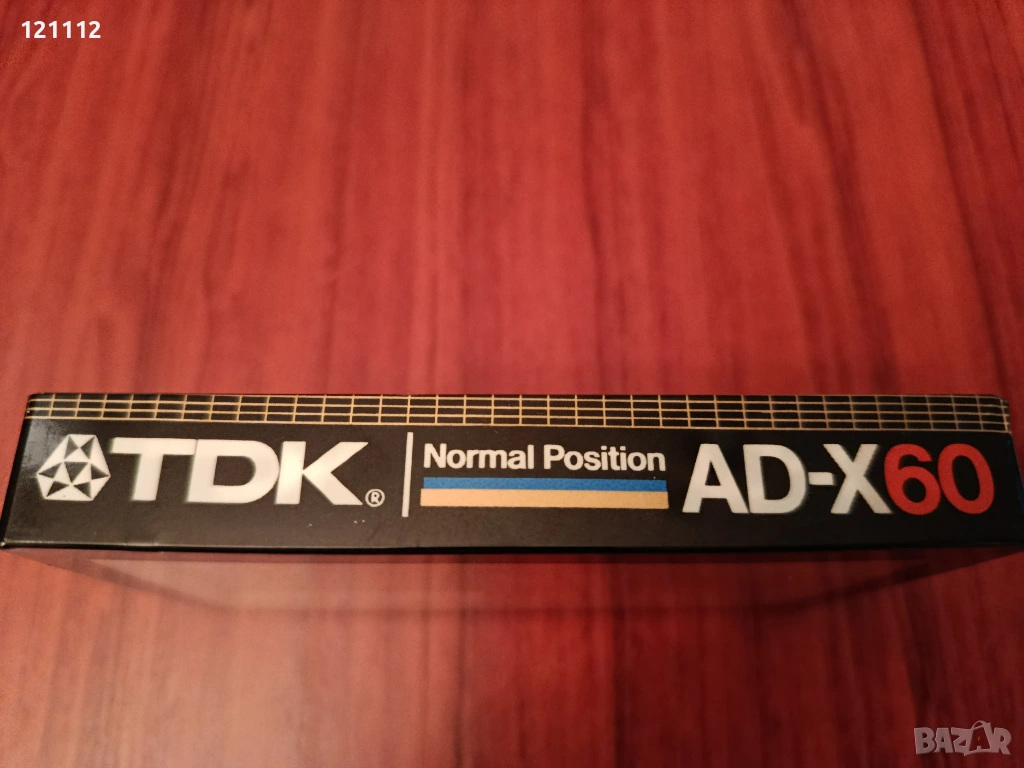 121112
TDK® Normal Position AD-X60
BAZAR